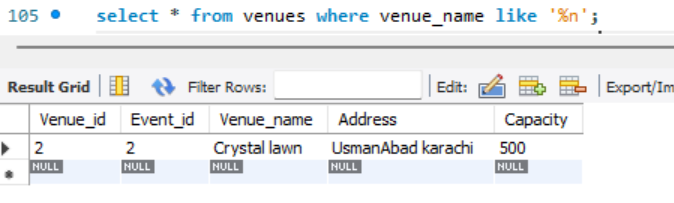 105 select * from venues where venue_name like '%n';
Result Grid Filter Rows: Edit: Export/Im
Venue_id Event_id Venue_name Address Capacity
2 2 Crystal lawn UsmanAbad karachi 500
NULL NULL NULL NULL NULL